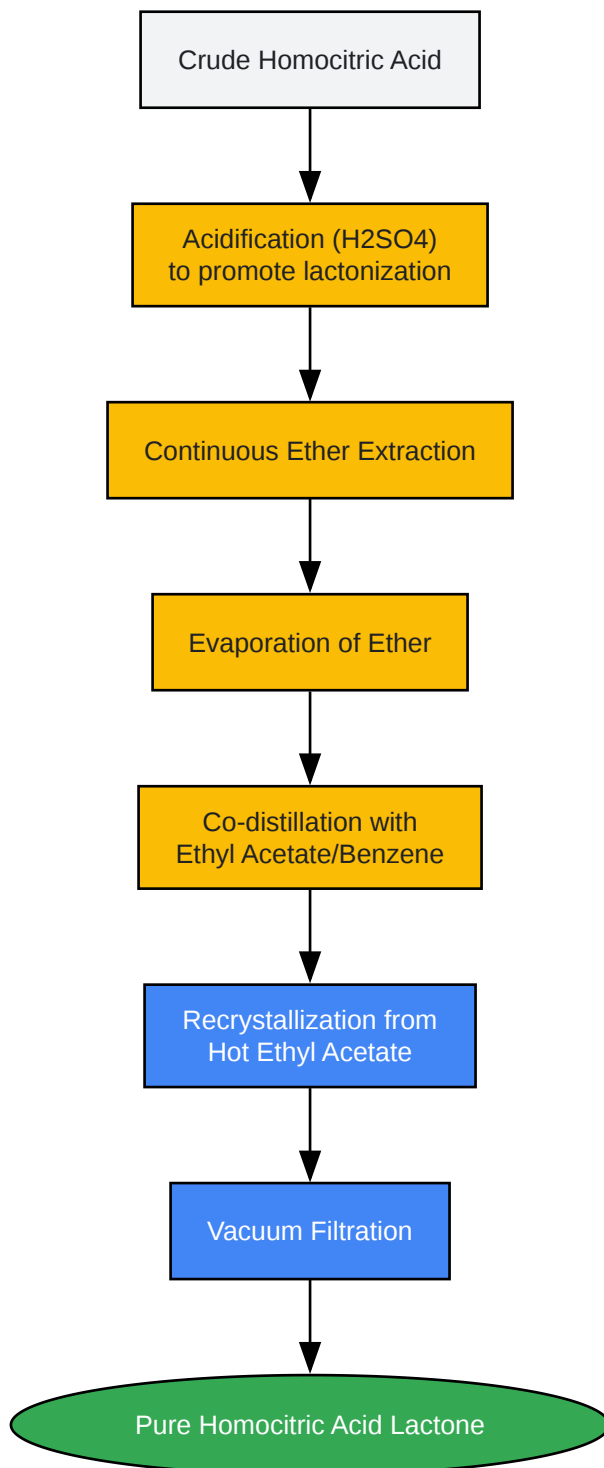 Crude Homocitric Acid
Acidification (H2SO4)
to promote lactonization
Continuous Ether Extraction
Evaporation of Ether
Co-distillation with
Ethyl Acetate/Benzene
Recrystallization from
Hot Ethyl Acetate
Vacuum Filtration
Pure Homocitric Acid Lactone